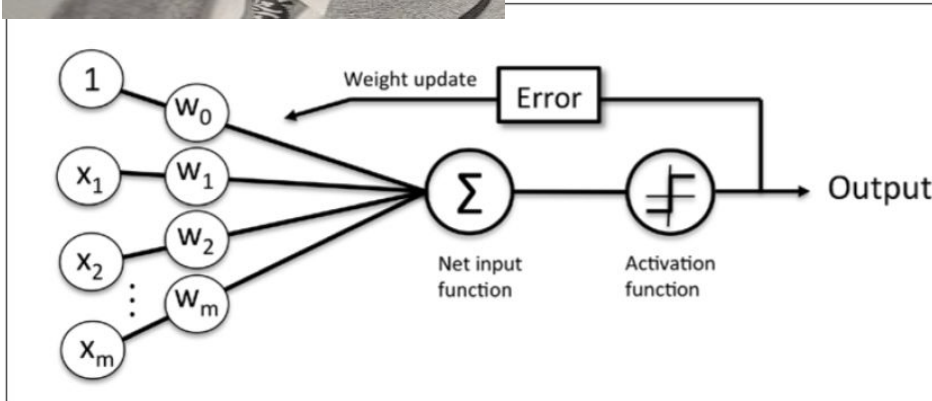 1
w0
Weight update
Error
x1
w1
Σ
Output
x2
w2
Net input
function
Activation
function
⋮
wm
xm